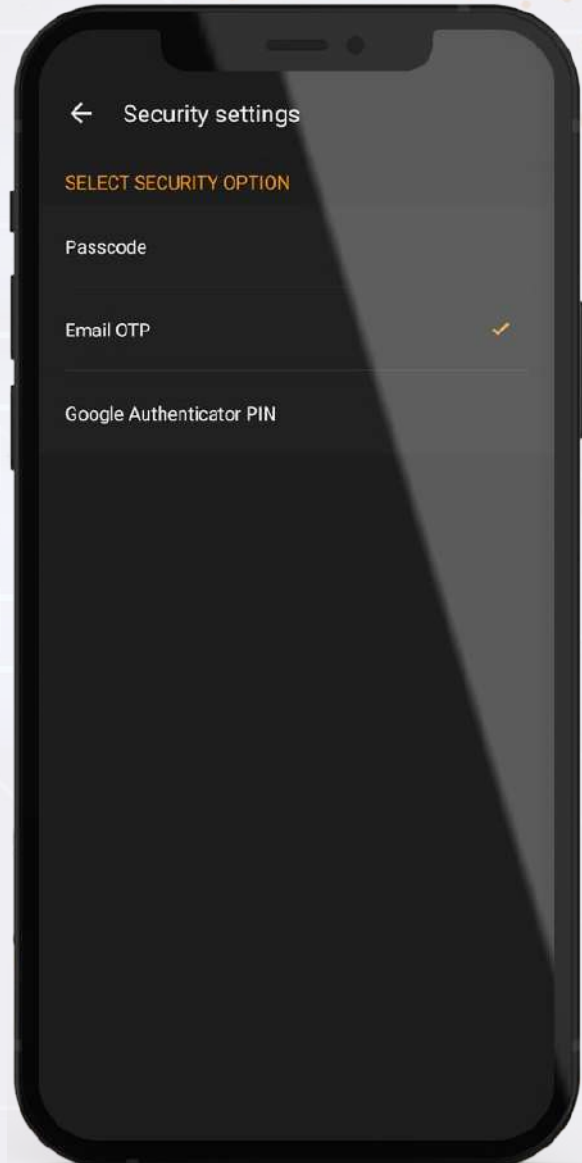 Security settings
SELECT SECURITY OPTION
Passcode
Email OTP
Google Authenticator PIN